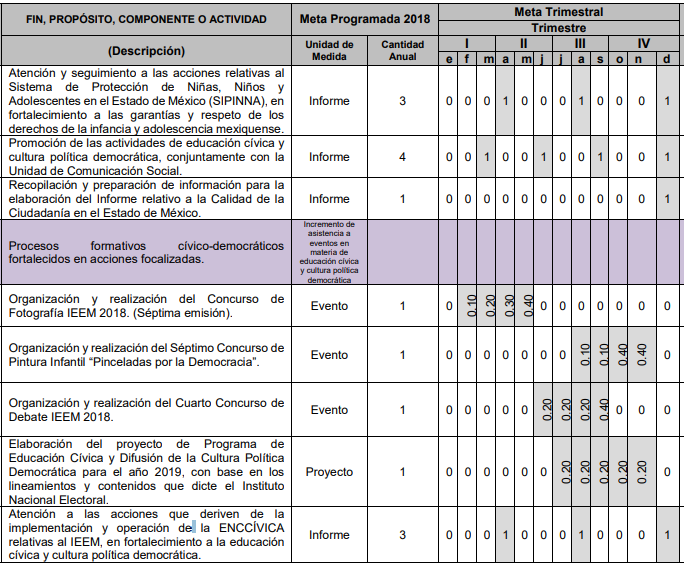 FIN, PROPÓSITO, COMPONENTE O ACTIVIDAD
Meta Programada 2018
Meta Trimestral
Trimestre
(Descripción)
Unidad de
Medida
Cantidad
Anual
I II III IV
e f m a m j j a s o n d
Atención y seguimiento a las acciones relativas al
Sistema de Protección de Niñas, Niños y
Adolescentes en el Estado de México (SIPINNA), en
fortalecimiento a las garantías y respeto de los
derechos de la infancia y adolescencia mexiquense.
Informe 3 0 0 0 1 0 0 0 1 0 0 0 1
Promoción de las actividades de educación cívica y
cultura política democrática, conjuntamente con la
Unidad de Comunicación Social.
Informe 4 0 0 1 0 0 1 0 0 1 0 0 1
Recopilación y preparación de información para la
elaboración del Informe relativo a la Calidad de la
Ciudadanía en el Estado de México.
Informe 1 0 0 0 0 0 0 0 0 0 0 0 1
Procesos formativos cívico-democráticos
fortalecidos en acciones focalizadas.
Incremento de
asistencia a
eventos en
materia de
educación cívica
y cultura política
democrática
Organización y realización del Concurso de
Fotografía IEEM 2018. (Séptima emisión).
Evento 1 0 0.10 0.20 0.30 0.40 0 0 0 0 0 0 0
Organización y realización del Séptimo Concurso de
Pintura Infantil “Pinceladas por la Democracia”.
Evento 1 0 0 0 0 0 0 0 0.10 0.10 0.40 0.40 0
Organización y realización del Cuarto Concurso de
Debate IEEM 2018.
Evento 1 0 0 0 0 0 0.20 0.20 0.20 0.40 0 0 0
Elaboración del proyecto de Programa de
Educación Cívica y Difusión de la Cultura Política
Democrática para el año 2019, con base en los
lineamientos y contenidos que dicte el Instituto
Nacional Electoral.
Proyecto 1 0 0 0 0 0 0 0.20 0.20 0.20 0.20 0.20 0
Atención a las acciones que deriven de la
implementación y operación de la ENCCÍVICA
relativas al IEEM, en fortalecimiento a la educación
cívica y cultura política democrática.
Informe 3 0 0 0 1 0 0 0 1 0 0 0 1